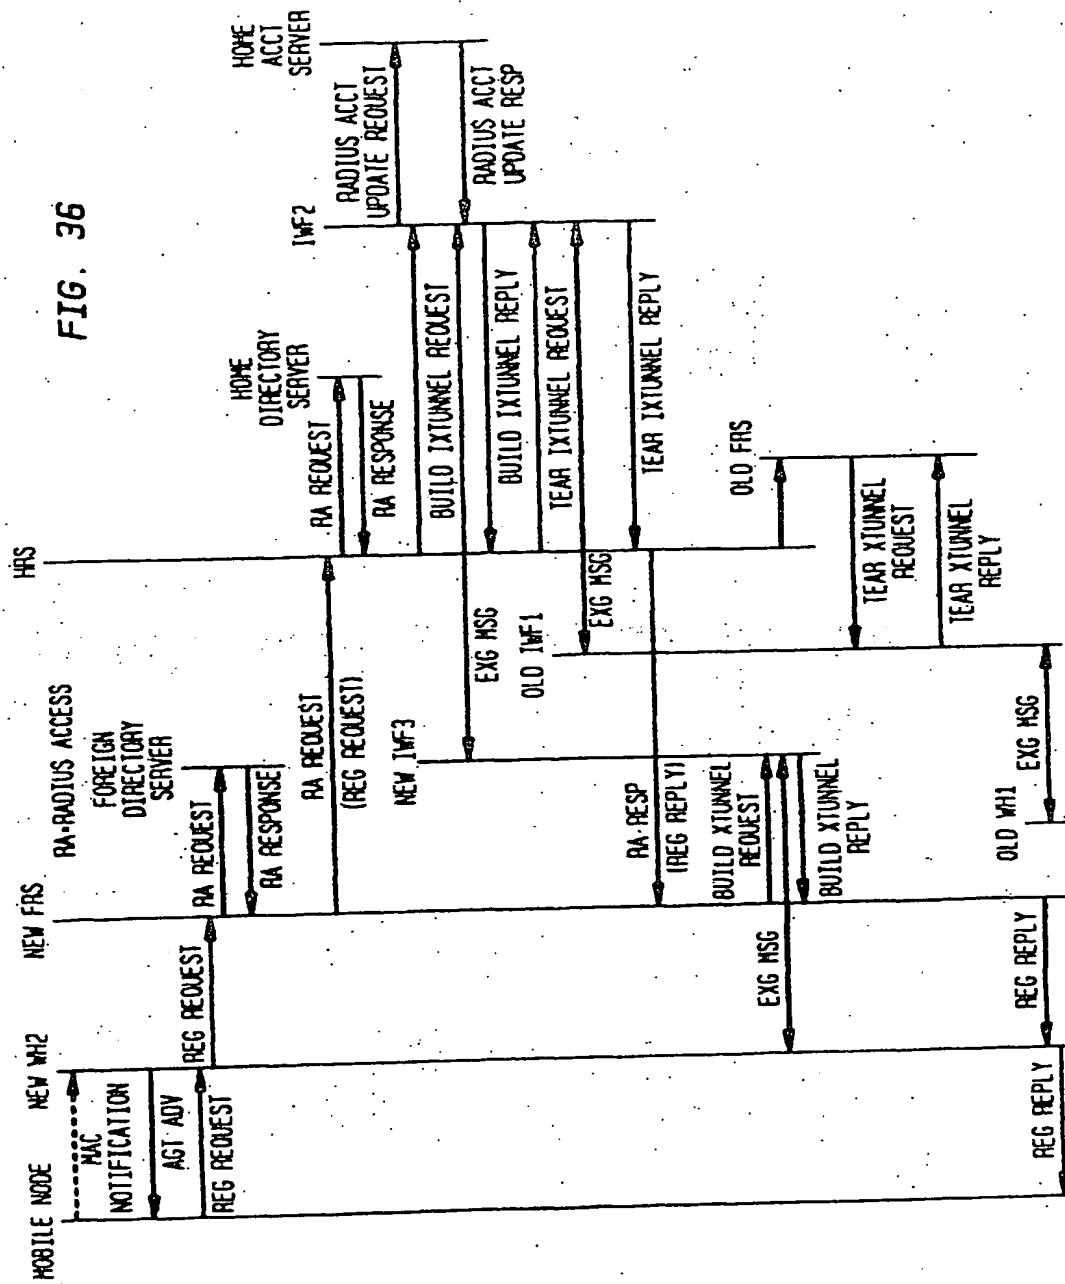 FIG. 36
MOBILE NODE
NEW WH2
NEW FRS
RA-RADIUS ACCESS
FOREIGN
DIRECTORY
SERVER
HRS
HOME
DIRECTORY
SERVER
IWF2
HOME
ACCT
SERVER
MAC
NOTIFICATION
AGT ADV
REG REQUEST
REG REQUEST
RA REQUEST
RA RESPONSE
RA REQUEST
(REG REQUEST)
RA REQUEST
RA RESPONSE
RADIUS ACCT
UPDATE REQUEST
RADIUS ACCT
UPDATE RESP
BUILD IXTUNNEL REQUEST
NEW IWF3
EXG MSG
BUILD IXTUNNEL REPLY
TEAR IXTUNNEL REQUEST
OLD IWF1
EXG MSG
TEAR IXTUNNEL REPLY
RA-RESP
(REG REPLY)
BUILD XTUNNEL
REQUEST
EXG MSG
BUILD XTUNNEL
REPLY
OLD FRS
TEAR XTUNNEL
REQUEST
TEAR XTUNNEL
REPLY
OLD WH1
EXG MSG
REG REPLY
REG REPLY